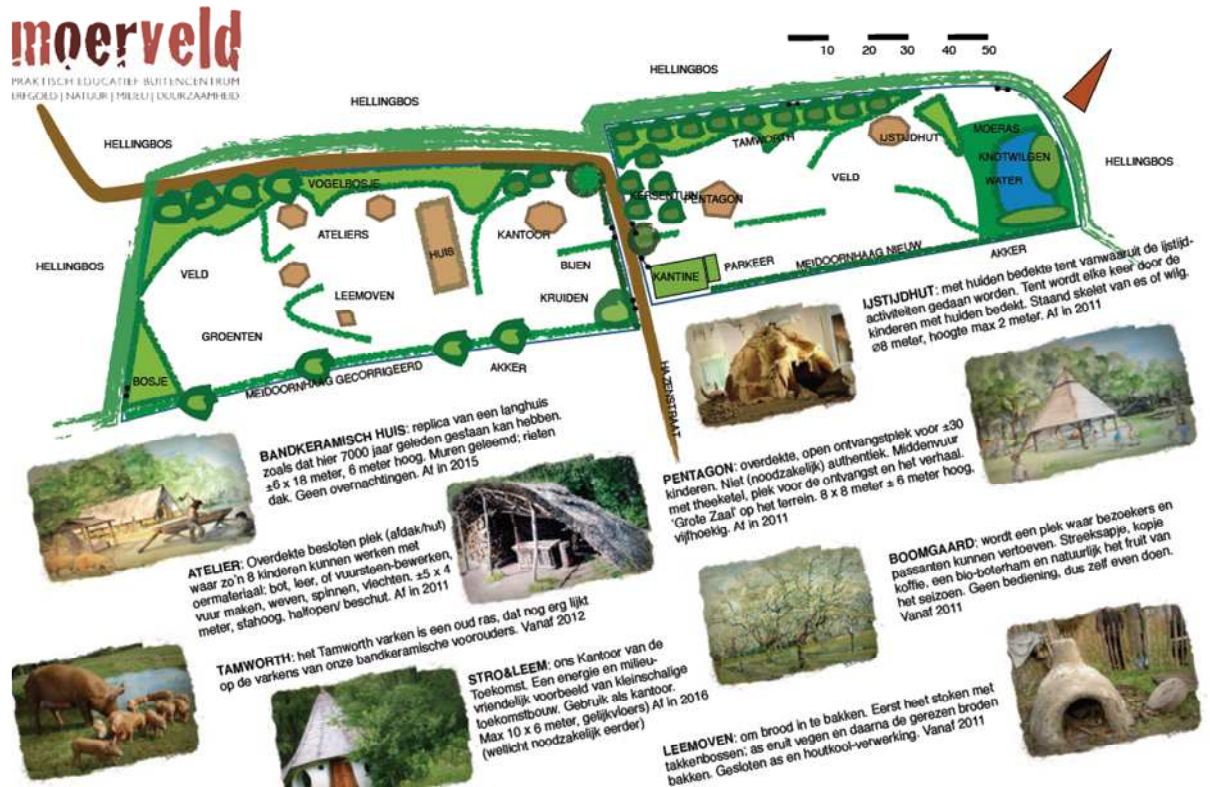 moerveld
PRAKTISCH EDUCATIEF BUITENCENTRUM
ERFGOED | NATUUR | MILIEU | DUURZAAMHEID
10 20 30 40 50
HELLINGBOS
HELLINGBOS
HELLINGBOS
HELLINGBOS
HELLINGBOS
TAMWORTH
IJSTIJDHUT
MOERAS
KNOTWILGEN
WATER
VELD
VOGELBOSJE
KERSENTUIN
PENTAGON
ATELIERS
HUIS
KANTOOR
BIJEN
KANTINE
PARKEER
MEIDOORNHAAG NIEUW
AKKER
VELD
LEEMOVEN
KRUIDEN
GROENTEN
BOSJE
MEIDOORNHAAG GECORRIGEERD
AKKER
HAZENSTRAAT
IJSTIJDHUT: met huiden bedekte tent vanwaaruit de ijstijd-
activiteiten gedaan worden. Tent wordt elke keer door de
kinderen met huiden bedekt. Staand skelet van es of wilg.
⌀8 meter, hoogte max 2 meter. Af in 2011
BANDKERAMISCH HUIS: replica van een langhuis
zoals dat hier 7000 jaar geleden gestaan kan hebben.
±6 x 18 meter, 6 meter hoog. Muren geleemd; rieten
dak. Geen overnachtingen. Af in 2015
PENTAGON: overdekte, open ontvangstplek voor ±30
kinderen. Niet (noodzakelijk) authentiek. Middenvuur
met theeketel, plek voor de ontvangst en het verhaal.
'Grote Zaal' op het terrein. 8 x 8 meter ± 6 meter hoog,
vijfhoekig. Af in 2011
ATELIER: Overdekte besloten plek (afdak/hut)
waar zo'n 8 kinderen kunnen werken met
oermateriaal: bot, leer, of vuursteen-bewerken,
vuur maken, weven, spinnen, vlechten. ±5 x 4
meter, stahoog, halfopen/ beschut. Af in 2011
BOOMGAARD: wordt een plek waar bezoekers en
passanten kunnen vertoeven. Streeksapje, kopje
koffie, een bio-boterham en natuurlijk het fruit van
het seizoen. Geen bediening, dus zelf even doen.
Vanaf 2011
TAMWORTH: het Tamworth varken is een oud ras, dat nog erg lijkt
op de varkens van onze bandkeramische voorouders. Vanaf 2012
STRO&LEEM: ons Kantoor van de
Toekomst. Een energie en milieu-
vriendelijk voorbeeld van kleinschalige
toekomstbouw. Gebruik als kantoor.
Max 10 x 6 meter, gelijkvloers) Af in 2016
(wellicht noodzakelijk eerder)
LEEMOVEN: om brood in te bakken. Eerst heet stoken met
takkenbossen; as eruit vegen en daarna de gerezen broden
bakken. Gesloten as en houtkool-verwerking. Vanaf 2011